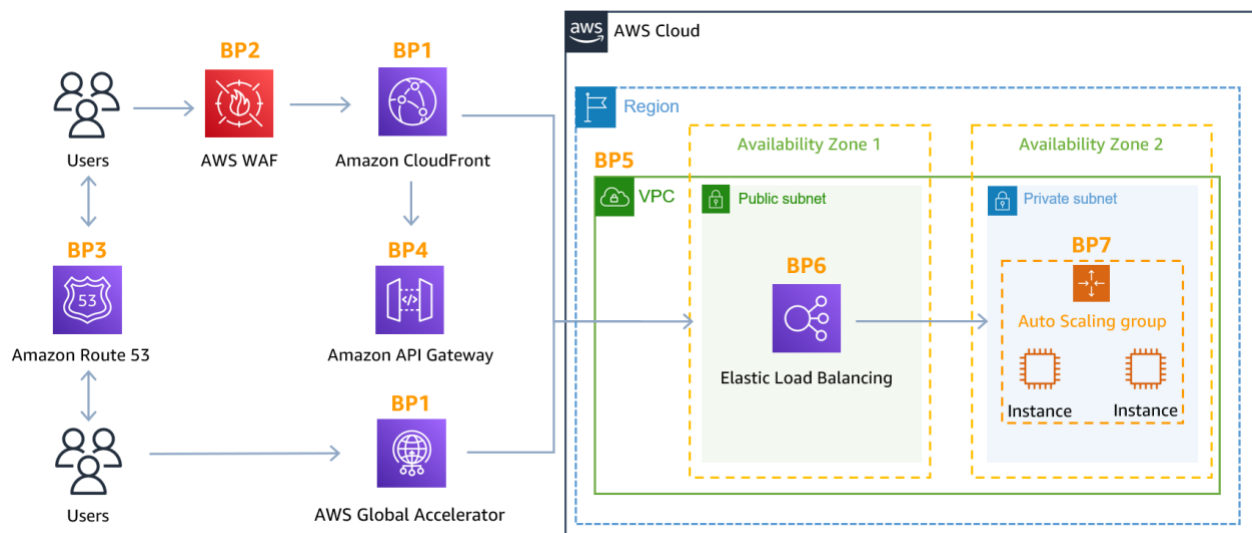 aws
AWS Cloud
BP2
BP1
Users
AWS WAF
Amazon CloudFront
Region
Availability Zone 1
Availability Zone 2
BP5
VPC
Public subnet
Private subnet
BP3
BP4
BP6
BP7
53
</>
Amazon Route 53
Amazon API Gateway
Elastic Load Balancing
Auto Scaling group
Instance
Instance
BP1
Users
AWS Global Accelerator